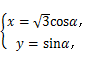 x = √3cosα,
y = sinα,